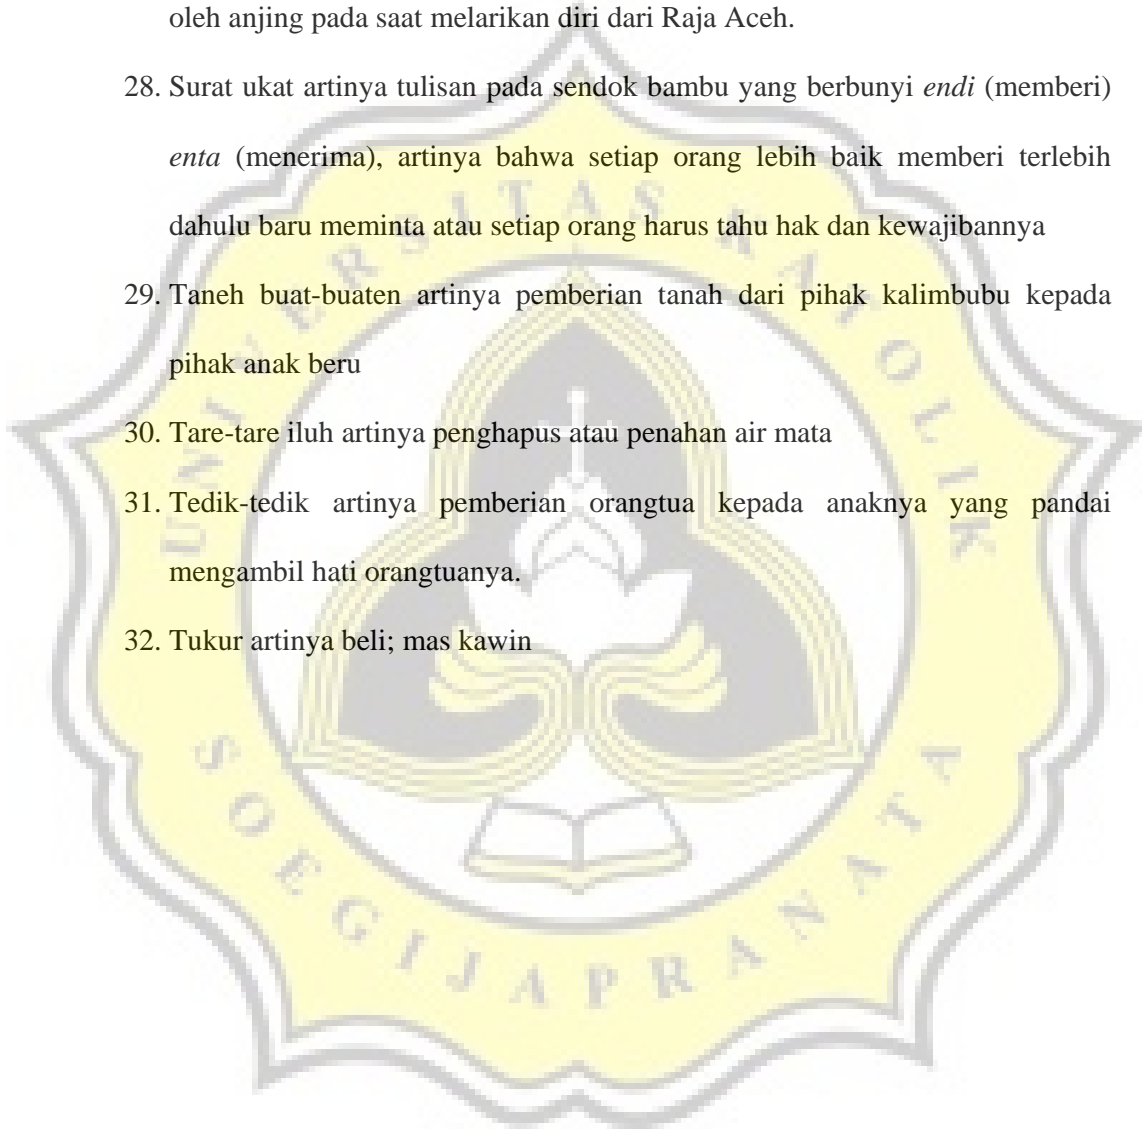 oleh anjing pada saat melarikan diri dari Raja Aceh.
28. Surat ukat artinya tulisan pada sendok bambu yang berbunyi endi (memberi)
enta (menerima), artinya bahwa setiap orang lebih baik memberi terlebih
dahulu baru meminta atau setiap orang harus tahu hak dan kewajibannya
29. Taneh buat-buaten artinya pemberian tanah dari pihak kalimbubu kepada
pihak anak beru
30. Tare-tare iluh artinya penghapus atau penahan air mata
31. Tedik-tedik artinya pemberian orangtua kepada anaknya yang pandai
mengambil hati orangtuanya.
32. Tukur artinya beli; mas kawin
UNIVERSITAS KATOLIK
SOEGIJAPRANATA